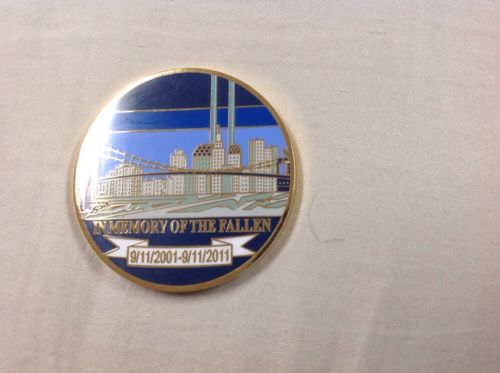 IN MEMORY OF THE FALLEN
9/11/2001-9/11/2011